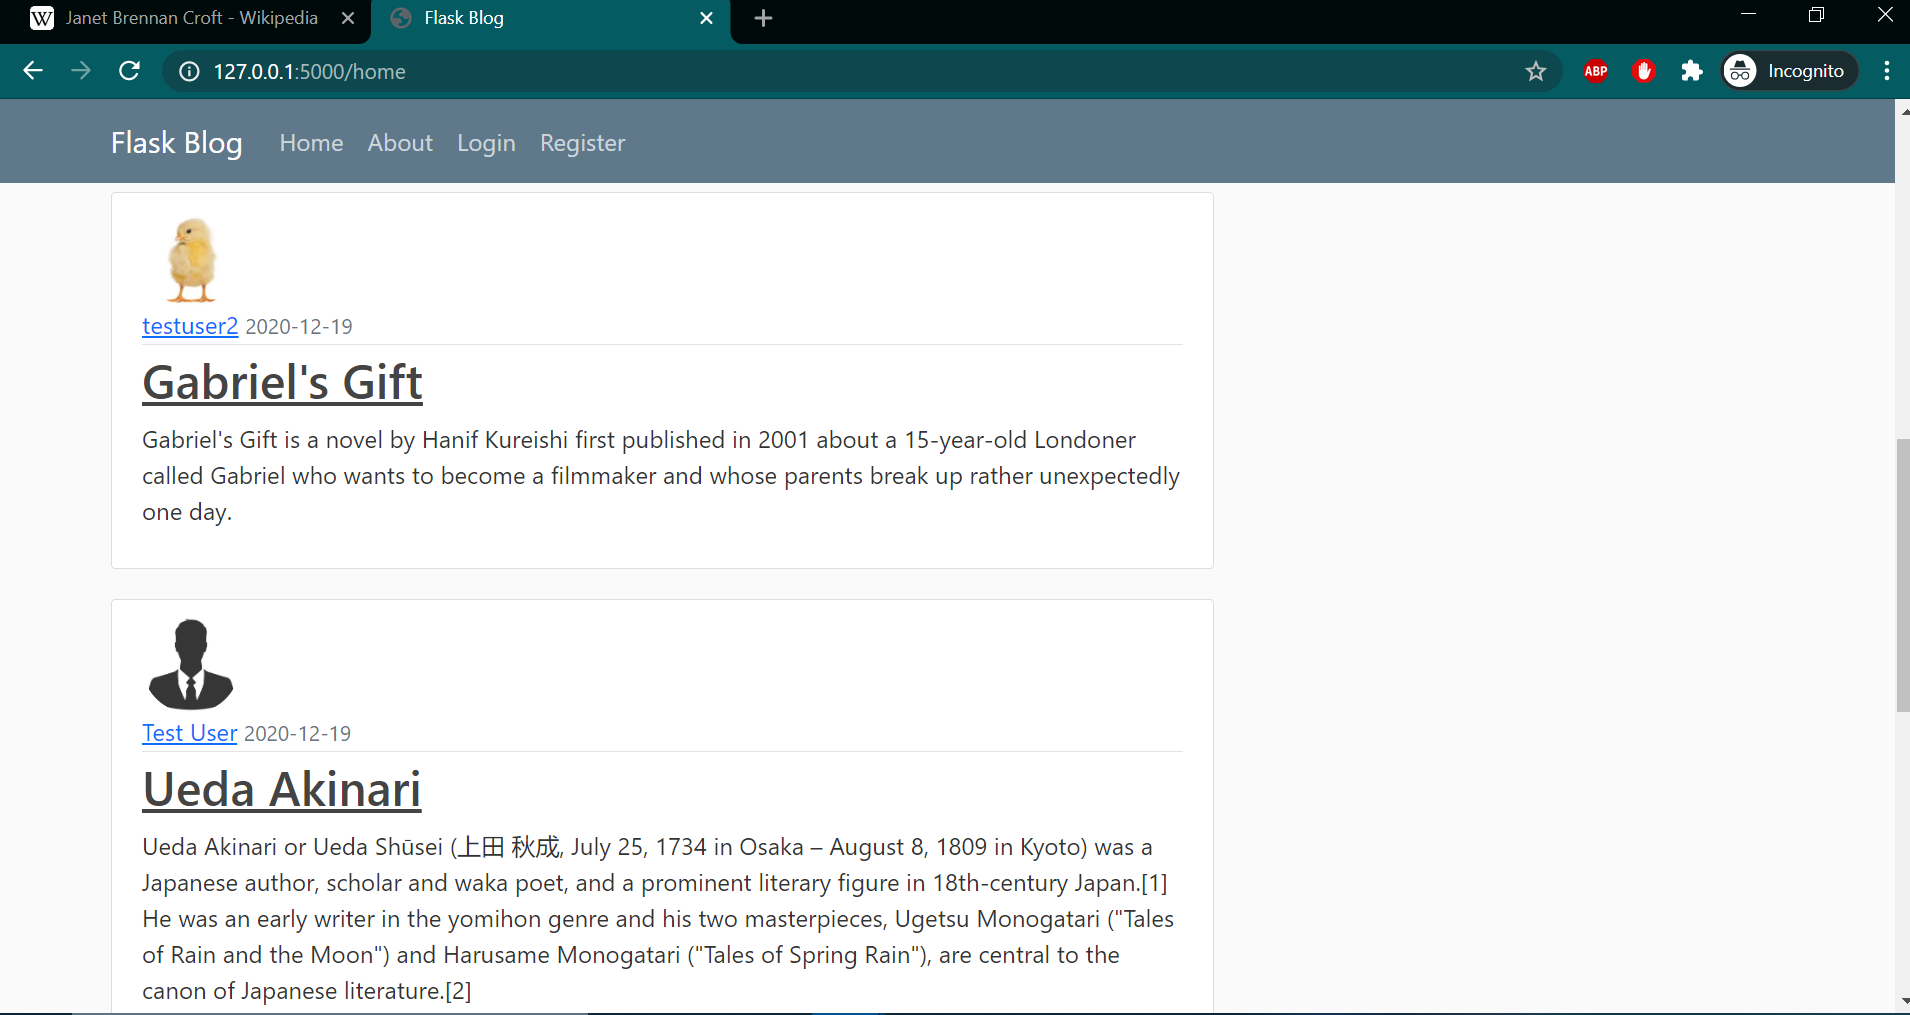 Janet Brennan Croft - Wikipedia
Flask Blog
127.0.0.1:5000/home
ABP
Incognito
Flask Blog Home About Login Register
testuser2 2020-12-19
Gabriel's Gift
Gabriel's Gift is a novel by Hanif Kureishi first published in 2001 about a 15-year-old Londoner
called Gabriel who wants to become a filmmaker and whose parents break up rather unexpectedly
one day.
Test User 2020-12-19
Ueda Akinari
Ueda Akinari or Ueda Shūsei (上田 秋成, July 25, 1734 in Osaka – August 8, 1809 in Kyoto) was a
Japanese author, scholar and waka poet, and a prominent literary figure in 18th-century Japan.[1]
He was an early writer in the yomihon genre and his two masterpieces, Ugetsu Monogatari ("Tales
of Rain and the Moon") and Harusame Monogatari ("Tales of Spring Rain"), are central to the
canon of Japanese literature.[2]